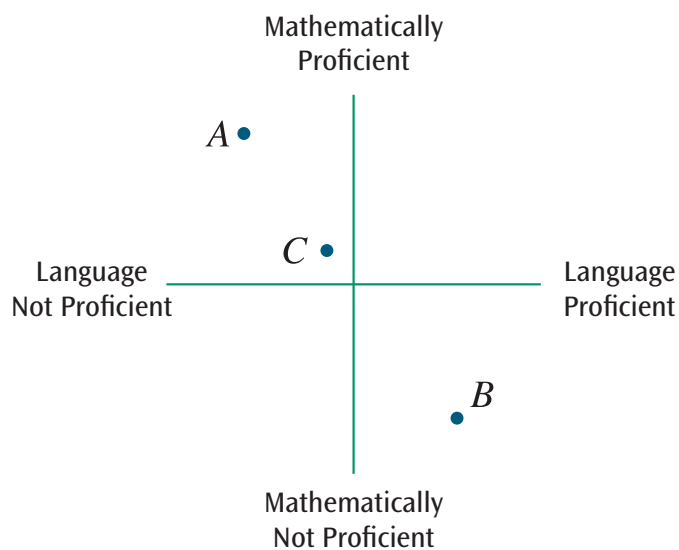 Mathematically
Proficient
A
C
Language
Not Proficient
Language
Proficient
B
Mathematically
Not Proficient